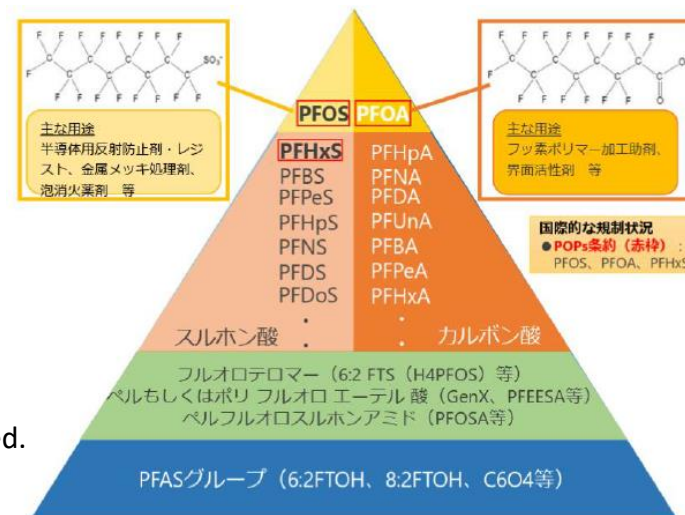 F F F F F F F F
F C C C C C C C C SO₃⁻
F F F F F F F F
主な用途
半導体用反射防止剤・レジ
スト、金属メッキ処理剤、
泡消火薬剤 等
F F F F F F F
F C C C C C C C C O
F F F F F F F O
主な用途
フッ素ポリマー加工助剤、
界面活性剤 等
PFOS PFOA
PFHxS PFHpA
PFBS PFNA
PFPeS PFDA
PFHpS PFUnA
PFNS PFBA
PFDS PFPeA
PFDoS PFHxA
・ ・
・ ・
スルホン酸 カルボン酸
国際的な規制状況
●POPs条約（赤枠）：
PFOS、PFOA、PFHxS
フルオロテロマー（6:2 FTS（H4PFOS）等）
ペルもしくはポリ フルオロ エーテル 酸（GenX、PFEESA等）
ペルフルオロスルホンアミド（PFOSA等）
ed.
PFASグループ（6:2FTOH、8:2FTOH、C6O4等）